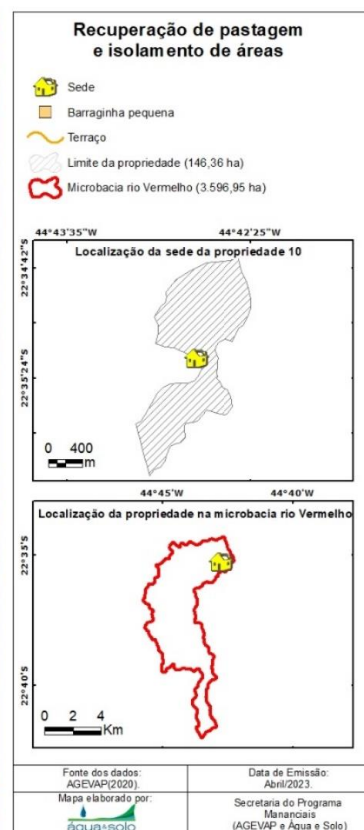 Recuperação de pastagem
e isolamento de áreas
Sede
Barraginha pequena
Terraço
Limite da propriedade (146,36 ha)
Microbacia rio Vermelho (3.596,95 ha)
44°43'35"W 44°42'25"W
Localização da sede da propriedade 10
22°34'42"S
22°35'24"S
0 400
m
44°45'W 44°40'W
Localização da propriedade na microbacia rio Vermelho
22°35'S
22°40'S
0 2 4
Km
Fonte dos dados:
AGEVAP(2020).
Data de Emissão:
Abril/2023.
Mapa elaborado por:
água e solo
Secretaria do Programa
Mananciais
(AGEVAP e Água e Solo)